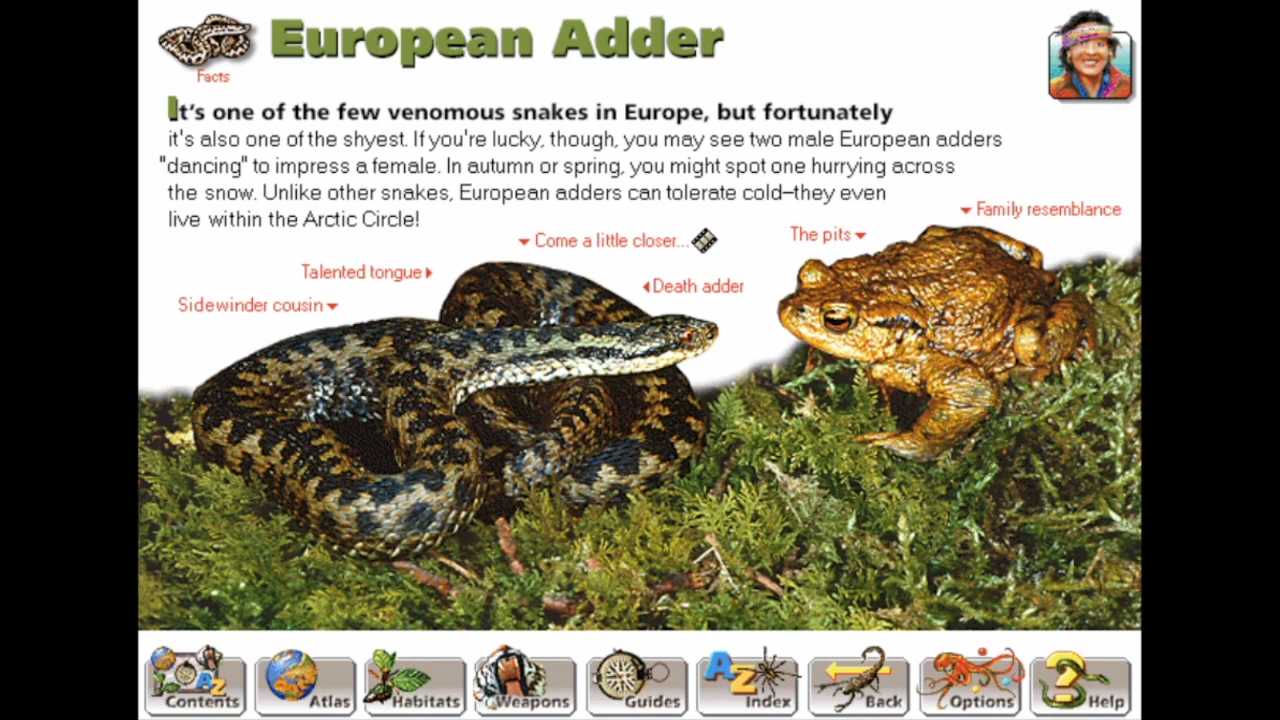 European Adder
Facts
It's one of the few venomous snakes in Europe, but fortunately
it's also one of the shyest. If you're lucky, though, you may see two male European adders
"dancing" to impress a female. In autumn or spring, you might spot one hurrying across
the snow. Unlike other snakes, European adders can tolerate cold–they even
live within the Arctic Circle!
Family resemblance
The pits
Come a little closer...
Talented tongue
Death adder
Sidewinder cousin
Contents
Atlas
Habitats
Weapons
Guides
AZ
Index
Back
Options
?
Help